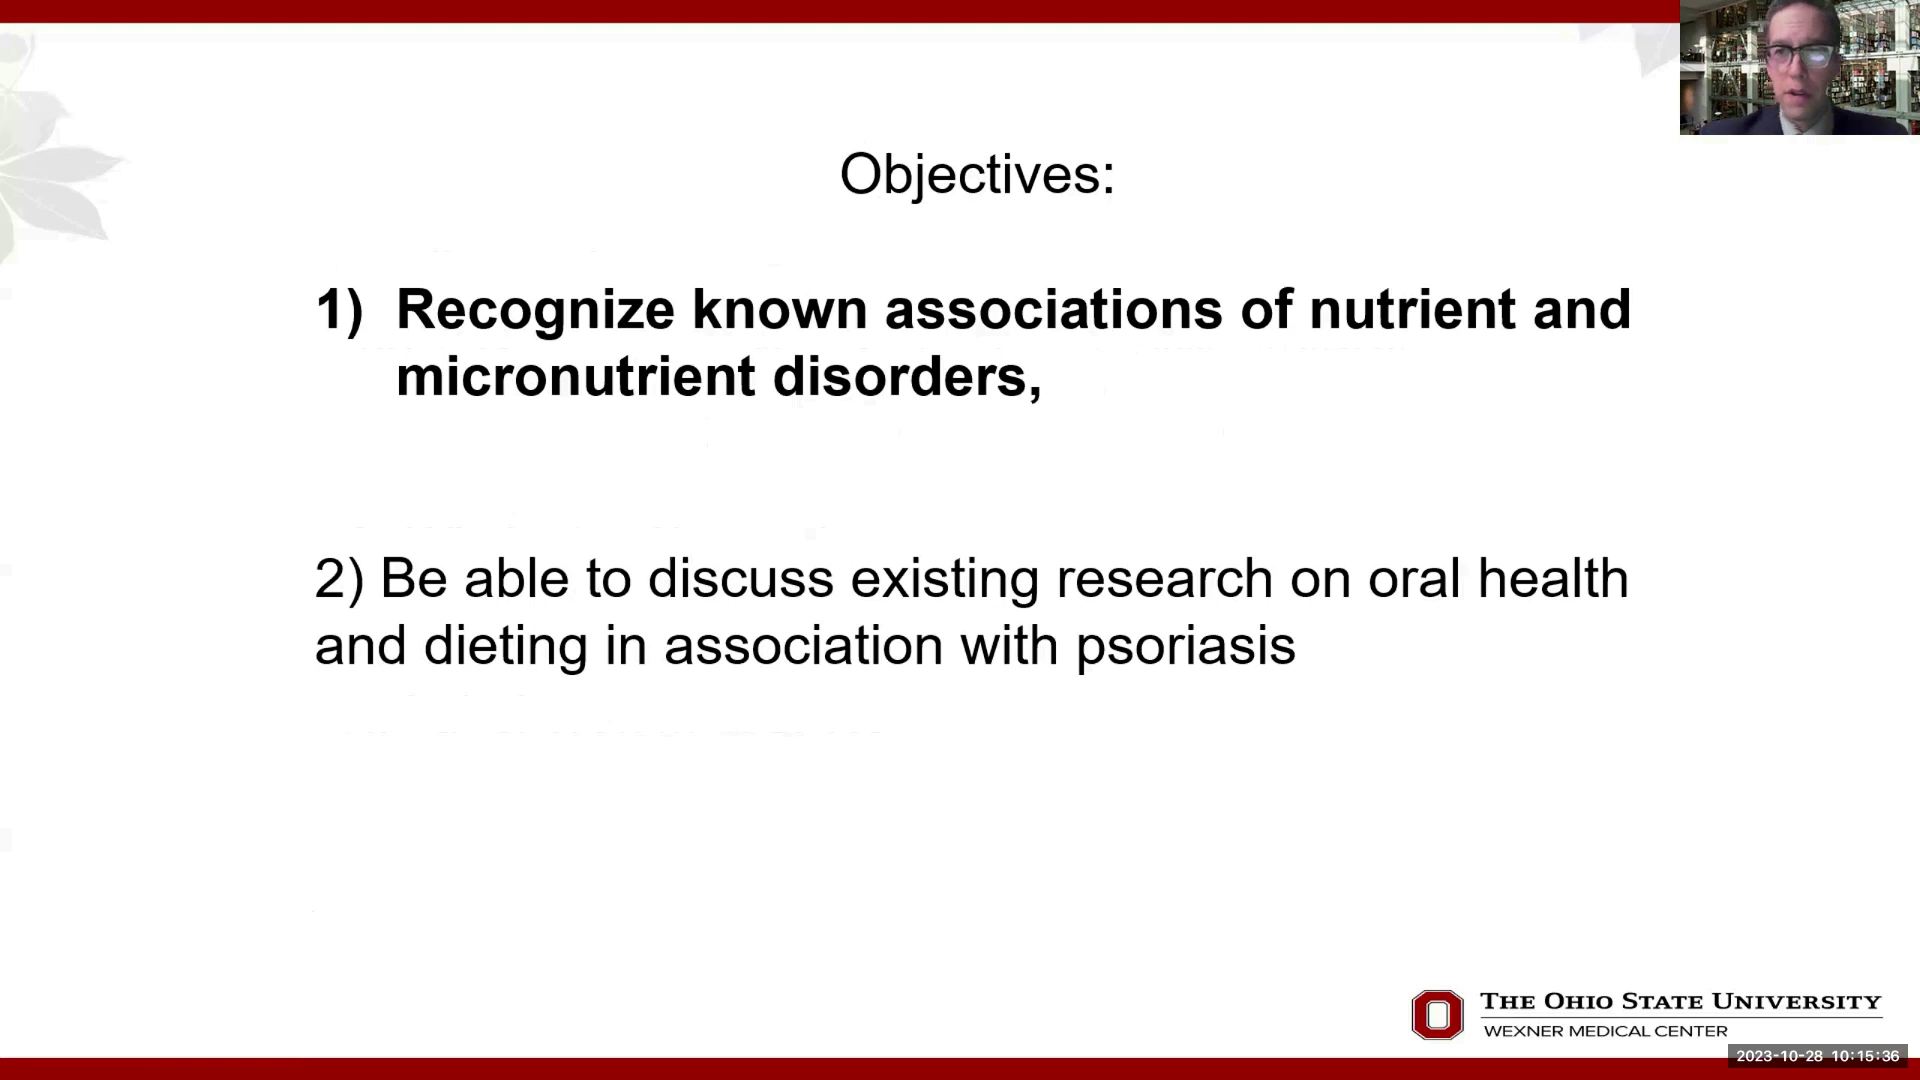 Objectives:
1) Recognize known associations of nutrient and
micronutrient disorders,
2) Be able to discuss existing research on oral health
and dieting in association with psoriasis
THE OHIO STATE UNIVERSITY
WEXNER MEDICAL CENTER
2023-10-28 10:15:36